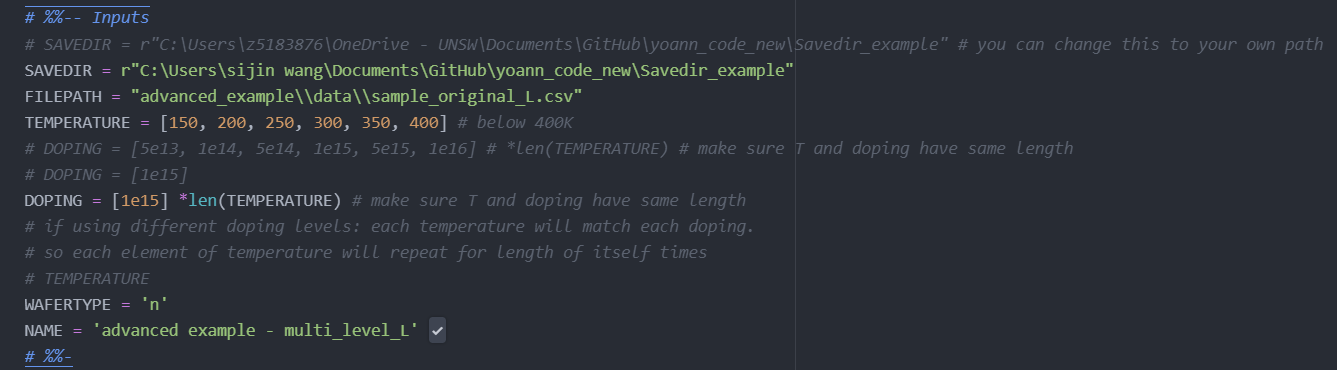 # %%-- Inputs
# SAVEDIR = r"C:\Users\z5183876\OneDrive - UNSW\Documents\GitHub\yoann_code_new\Savedir_example" # you can change this to your own path
SAVEDIR = r"C:\Users\sijin wang\Documents\GitHub\yoann_code_new\Savedir_example"
FILEPATH = "advanced_example\\data\\sample_original_L.csv"
TEMPERATURE = [150, 200, 250, 300, 350, 400] # below 400K
# DOPING = [5e13, 1e14, 5e14, 1e15, 5e15, 1e16] # *len(TEMPERATURE) # make sure T and doping have same length
# DOPING = [1e15]
DOPING = [1e15] *len(TEMPERATURE) # make sure T and doping have same length
# if using different doping levels: each temperature will match each doping.
# so each element of temperature will repeat for length of itself times
# TEMPERATURE
WAFERTYPE = 'n'
NAME = 'advanced example - multi_level_L'
# %%-